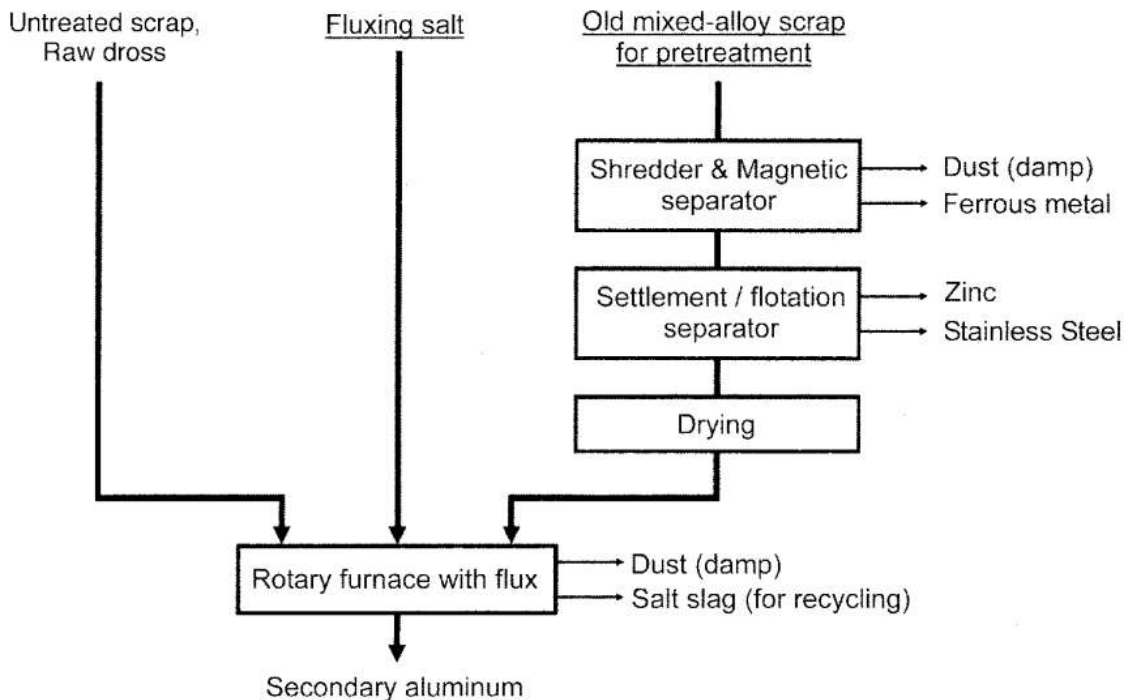 Untreated scrap,
Raw dross
Fluxing salt
Old mixed-alloy scrap
for pretreatment
Shredder & Magnetic
separator
Dust (damp)
Ferrous metal
Settlement / flotation
separator
Zinc
Stainless Steel
Drying
Rotary furnace with flux
Dust (damp)
Salt slag (for recycling)
Secondary aluminum